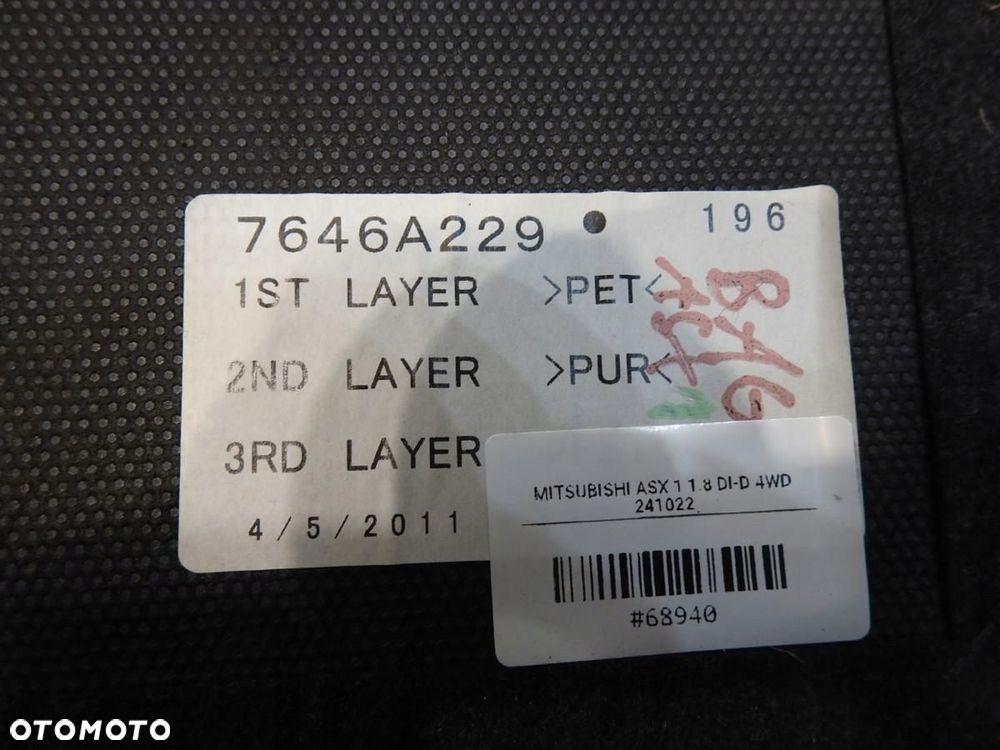 7646A229 196
1ST LAYER >PET<
2ND LAYER >PUR<
3RD LAYER
4/5/2011
MITSUBISHI ASX 1 1.8 DI-D 4WD
241022
#68940
OTOMOTO